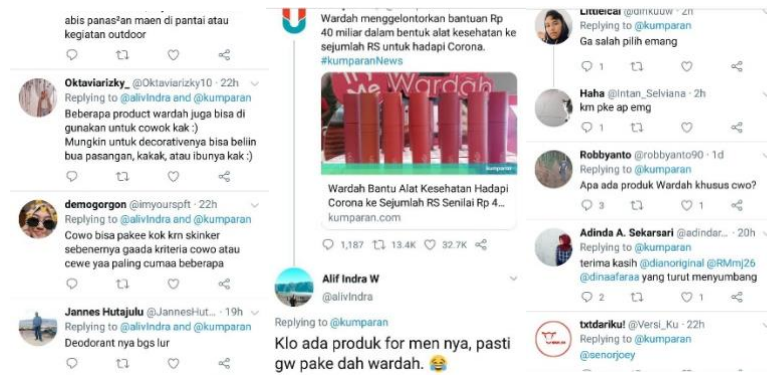 abis panas²an maen di pantai atau
kegiatan outdoor
Oktaviarizky_ @Oktaviarizky10 · 22h
Replying to @alivIndra and @kumparan
Beberapa product wardah juga bisa di
gunakan untuk cowok kak :)
Mungkin untuk decorativenya bisa beliin
bua pasangan, kakak, atau ibunya kak :)
demogorgon @imyourspft · 22h
Replying to @alivIndra and @kumparan
Cowo bisa pakee kok krn skinker
sebenernya gaada kriteria cowo atau
cewe yaa paling cumaa beberapa
Jannes Hutajulu @JannesHut... · 19h
Replying to @alivIndra and @kumparan
Deodorant nya bgs lur
Wardah menggelontorkan bantuan Rp
40 miliar dalam bentuk alat kesehatan ke
sejumlah RS untuk hadapi Corona.
#kumparanNews
Me Wardah
kumparan
Wardah Bantu Alat Kesehatan Hadapi
Corona ke Sejumlah RS Senilai Rp 4...
kumparan.com
1,187 13.4K 32.7K
Alif Indra W
@alivIndra
Replying to @kumparan
Klo ada produk for men nya, pasti
gw pake dah wardah. 😂
Replying to @kumparan
Ga salah pilih emang
1
Haha @Intan_Selviana · 2h
km pke ap emg
1
Robbyanto @robbyanto90 · 1d
Replying to @kumparan
Apa ada produk Wardah khusus cwo?
3 1
Adinda A. Sekarsari @adindar... · 20h
Replying to @kumparan
terima kasih @dianoriginal @RMmj26
@dinaafaraa yang turut menyumbang
2 1
txtdariku! @Versi_Ku · 22h
Replying to @kumparan
@senorjoey